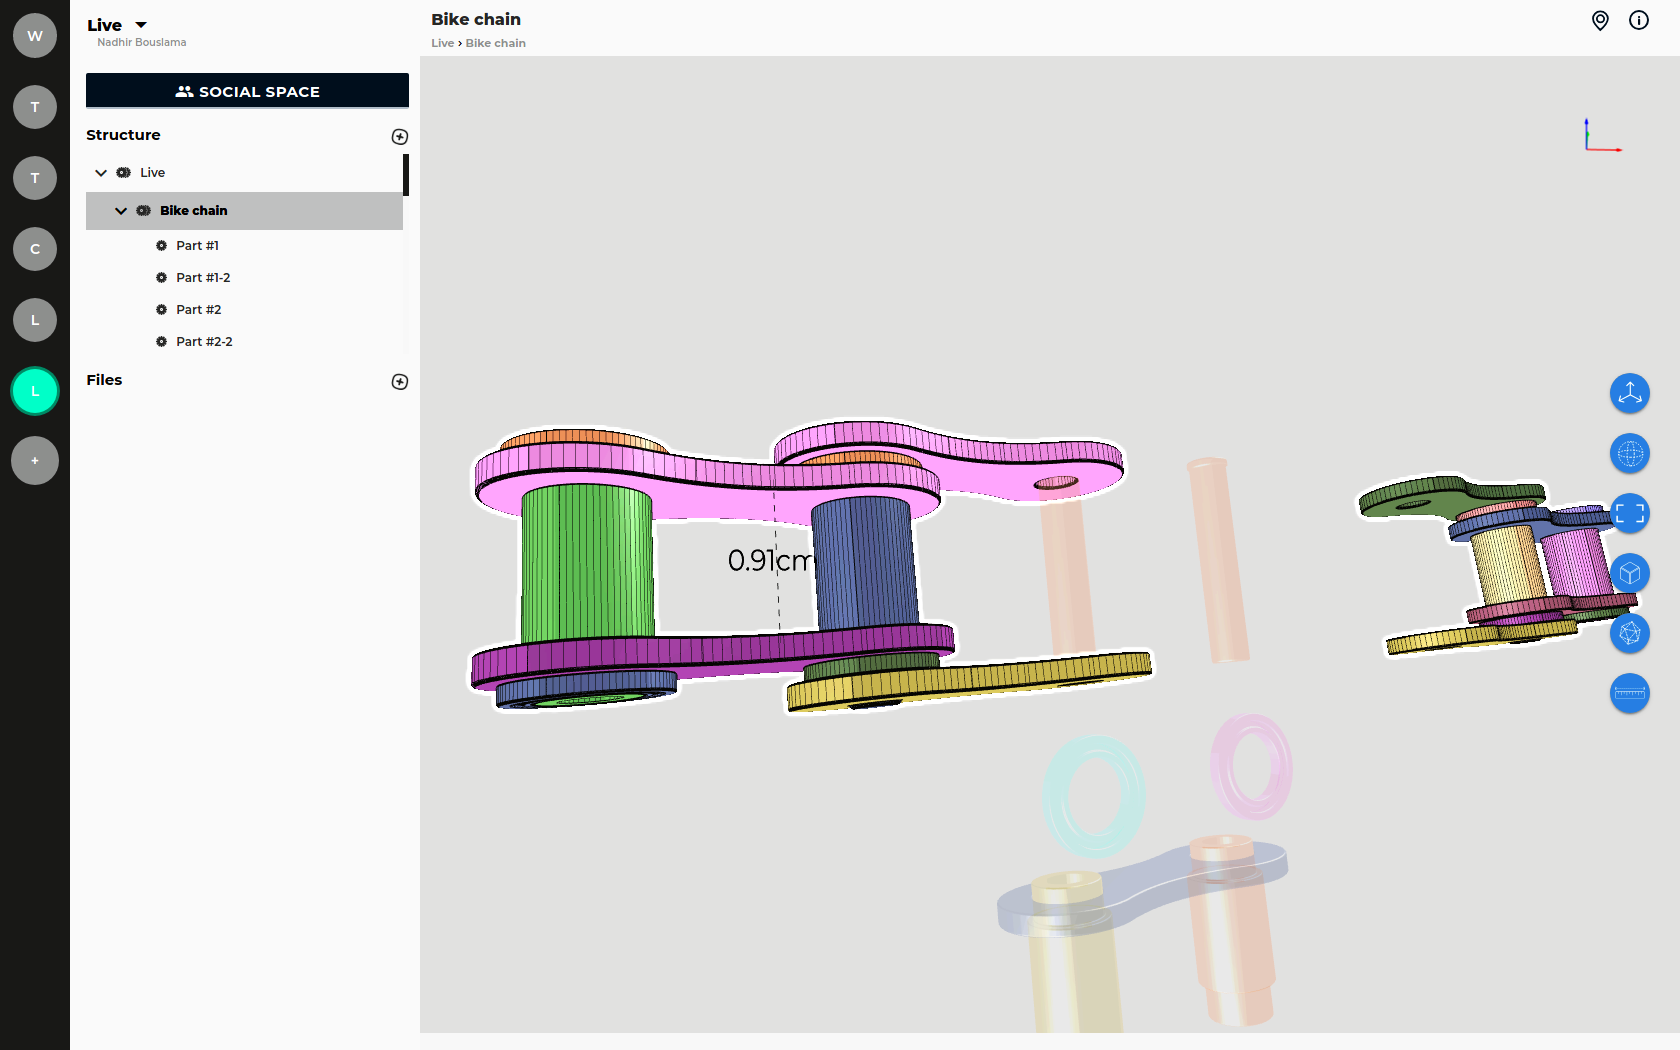 W
T
T
C
L
L
+
Live
Nadhir Bouslama
SOCIAL SPACE
Structure
Live
Bike chain
Part #1
Part #1-2
Part #2
Part #2-2
Files
Bike chain
Live › Bike chain
0.91cm